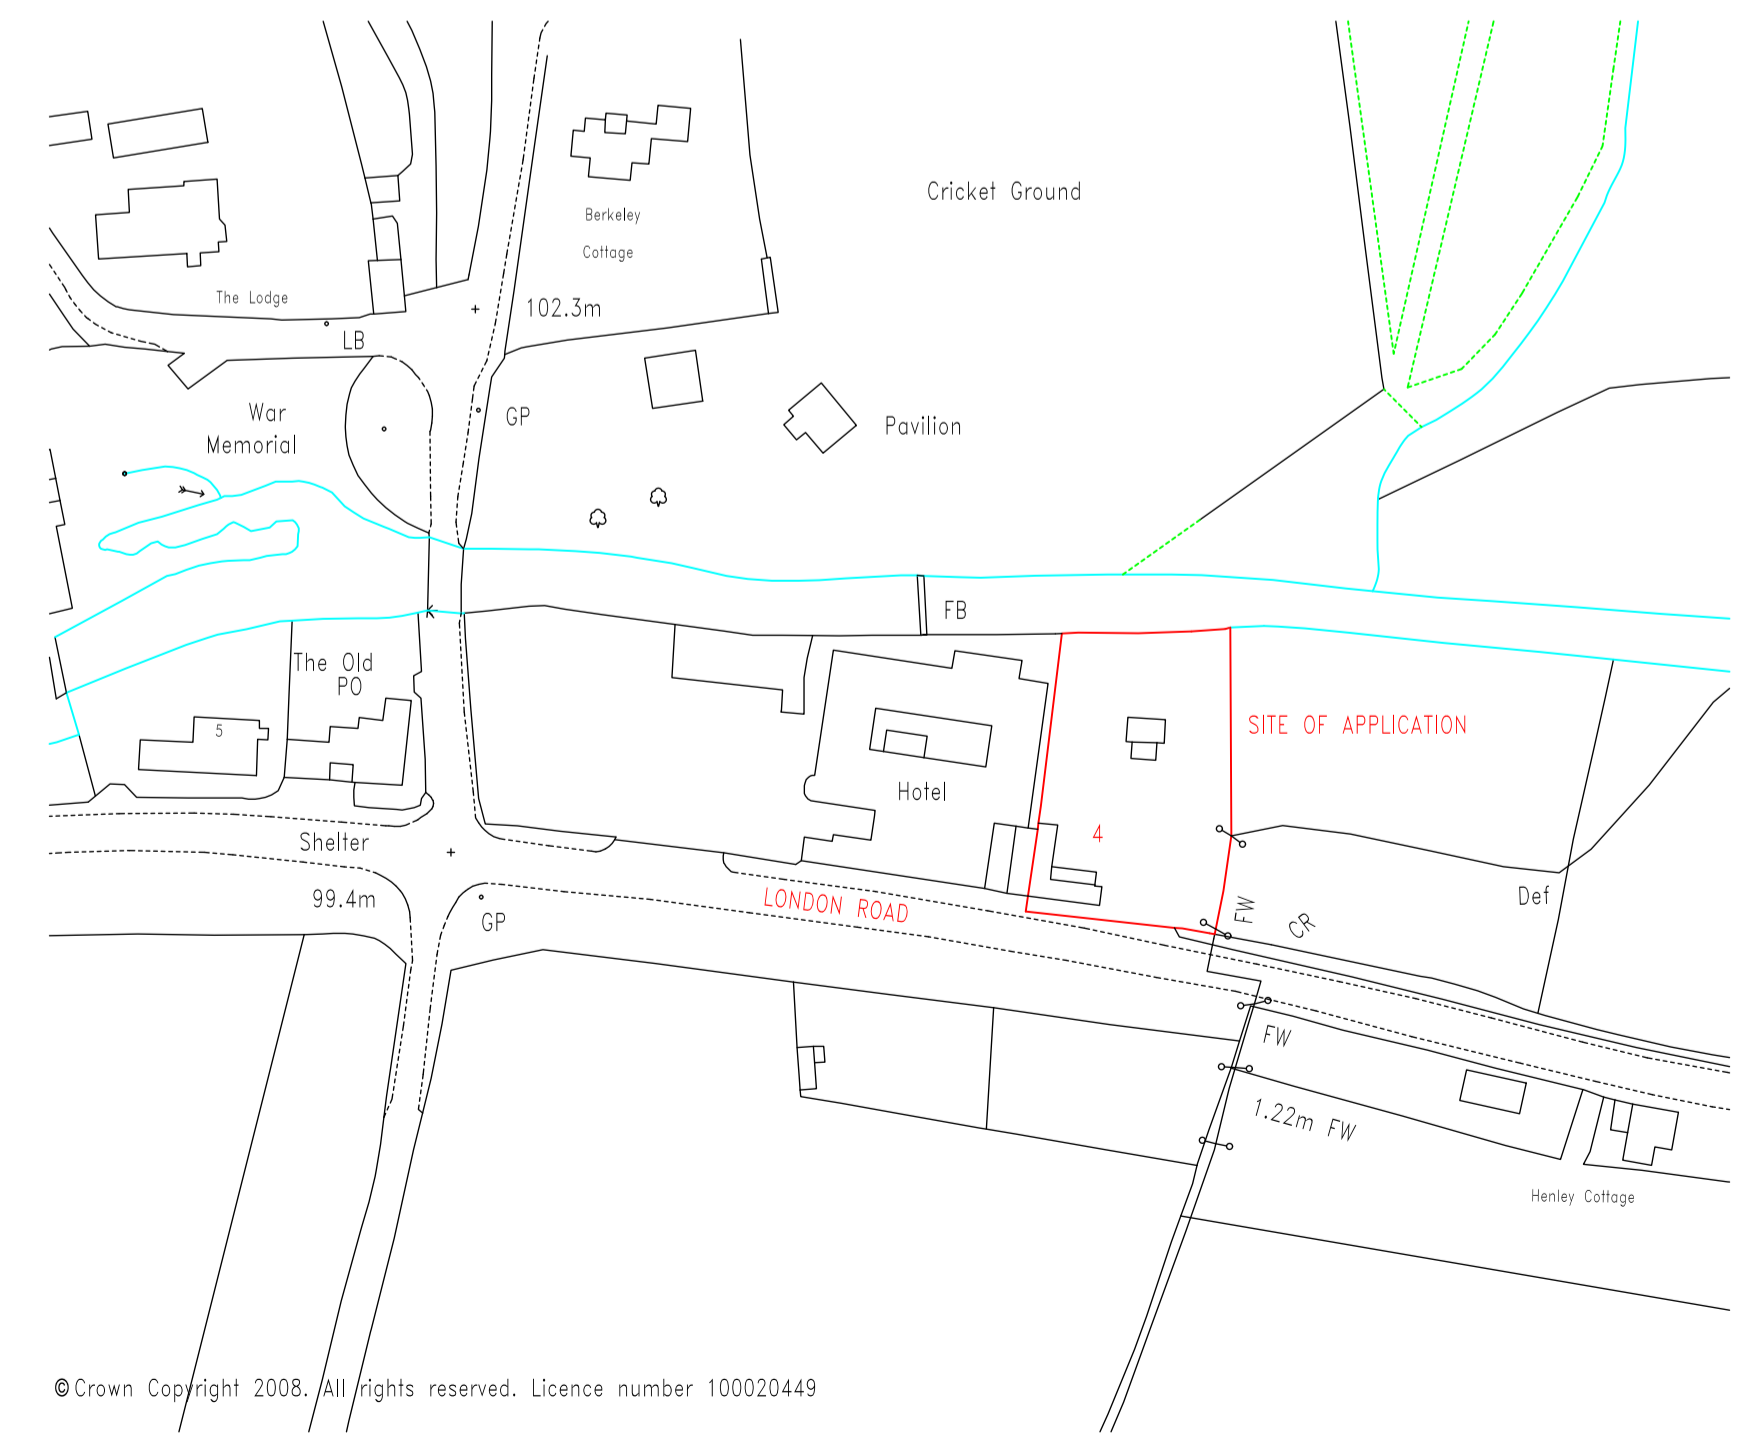 Cricket Ground
Berkeley
Cottage
The Lodge
102.3m
LB
War
Memorial
GP
Pavilion
FB
The Old
PO
5
SITE OF APPLICATION
Hotel
4
Shelter
99.4m
GP
LONDON ROAD
FW
CR
Def
FW
1.22m FW
Henley Cottage
© Crown Copyright 2008. All rights reserved. Licence number 100020449